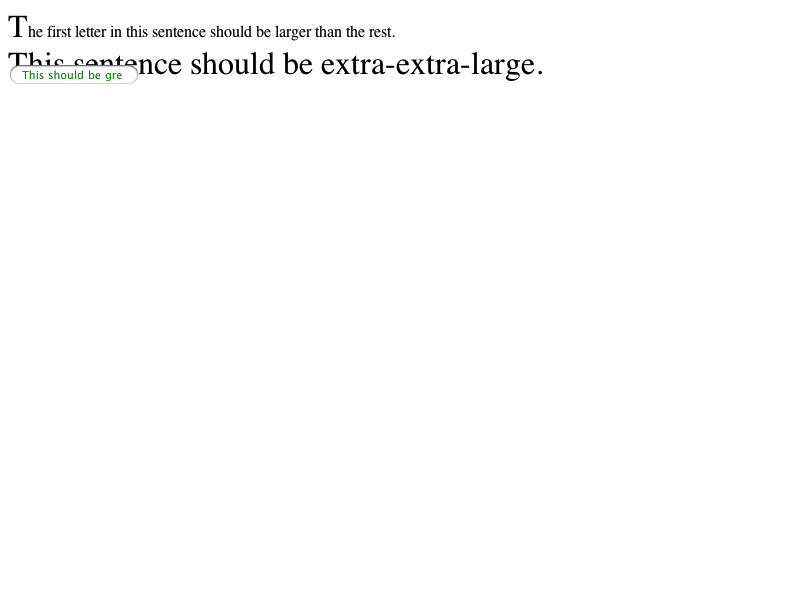 The first letter in this sentence should be larger than the rest.
This sentence should be extra-extra-large.
This should be gre